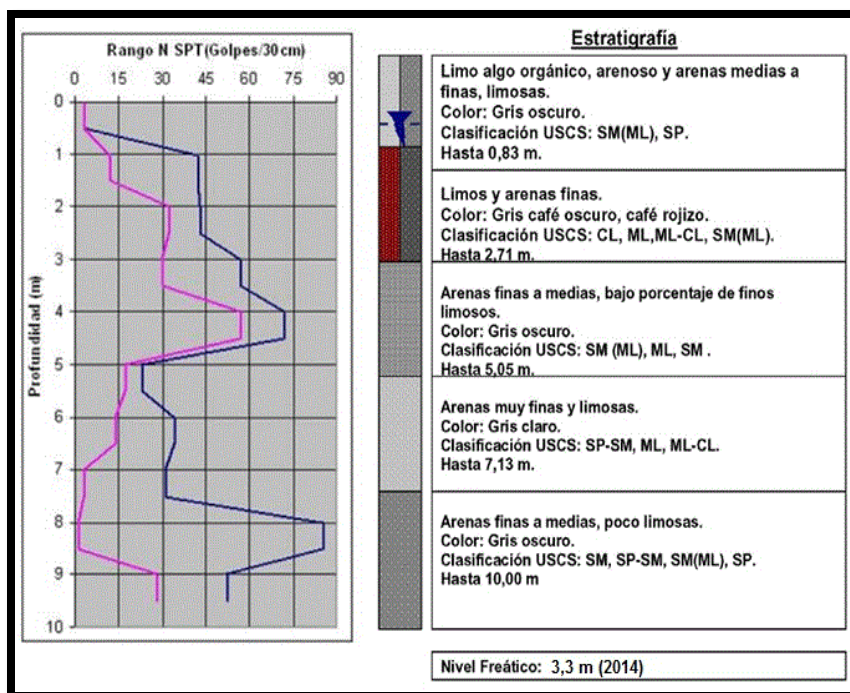 Rango N SPT(Golpes/30cm)
0 15 30 45 60 75 90
0
1
2
3
4
5
6
7
8
9
10
Profundidad (m)
Estratigrafía
Limo algo orgánico, arenoso y arenas medias a
finas, limosas.
Color: Gris oscuro.
Clasificación USCS: SM(ML), SP.
Hasta 0,83 m.
Limos y arenas finas.
Color: Gris café oscuro, café rojizo.
Clasificación USCS: CL, ML,ML-CL, SM(ML).
Hasta 2,71 m.
Arenas finas a medias, bajo porcentaje de finos
limosos.
Color: Gris oscuro.
Clasificación USCS: SM (ML), ML, SM .
Hasta 5,05 m.
Arenas muy finas y limosas.
Color: Gris claro.
Clasificación USCS: SP-SM, ML, ML-CL.
Hasta 7,13 m.
Arenas finas a medias, poco limosas.
Color: Gris oscuro.
Clasificación USCS: SM, SP-SM, SM(ML), SP.
Hasta 10,00 m
Nivel Freático: 3,3 m (2014)